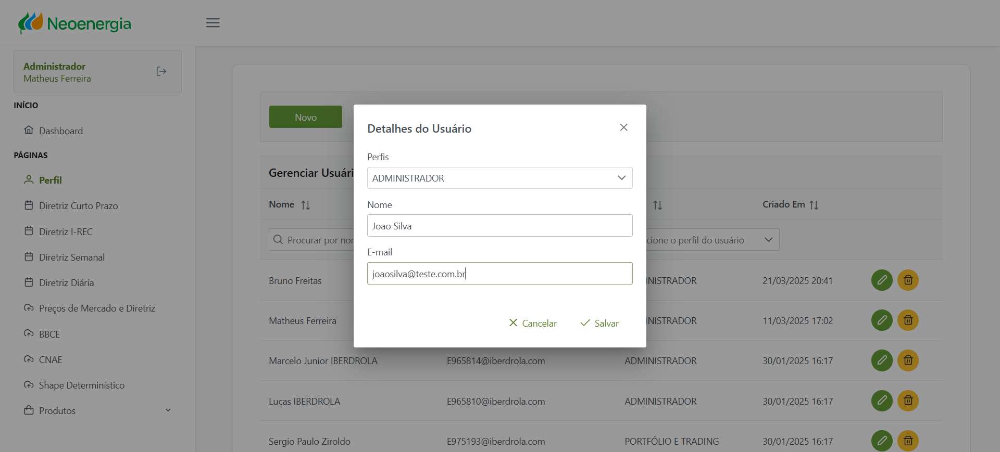 Neoenergia
Administrador
Matheus Ferreira
INÍCIO
Dashboard
PÁGINAS
Perfil
Diretriz Curto Prazo
Diretriz I-REC
Diretriz Semanal
Diretriz Diária
Preços de Mercado e Diretriz
BBCE
CNAE
Shape Determinístico
Produtos
Novo
Gerenciar Usuári
Nome
Criado Em
Procurar por nor
cione o perfil do usuário
Bruno Freitas
NISTRADOR
21/03/2025 20:41
Matheus Ferreira
NISTRADOR
11/03/2025 17:02
Marcelo Junior IBERDROLA
E965814@iberdrola.com
ADMINISTRADOR
30/01/2025 16:17
Lucas IBERDROLA
E965810@iberdrola.com
ADMINISTRADOR
30/01/2025 16:17
Sergio Paulo Ziroldo
E975193@iberdrola.com
PORTFÓLIO E TRADING
30/01/2025 16:17
Detalhes do Usuário
Perfis
ADMINISTRADOR
Nome
Joao Silva
E-mail
joaosilva@teste.com.br
Cancelar
Salvar